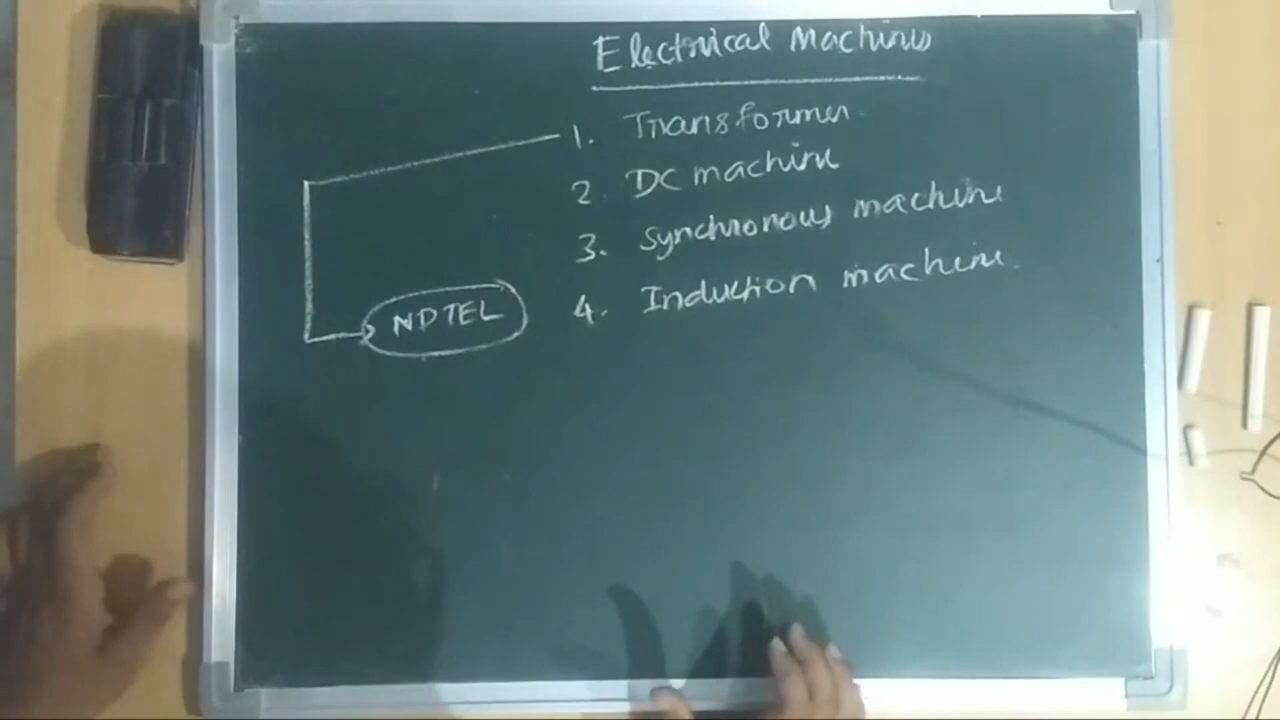 Electrical Machines
1. Transformer
2. DC machine
3. Synchronous machine
4. Induction machine
NPTEL